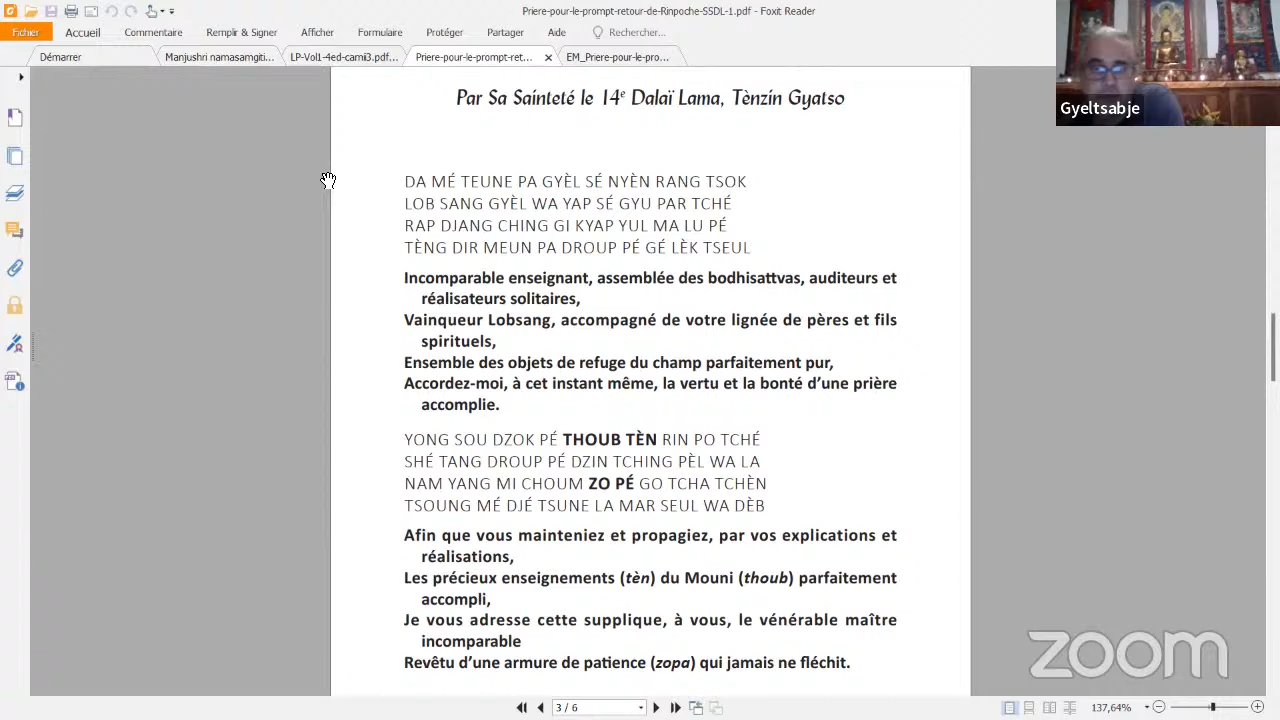 Priere-pour-le-prompt-retour-de-Rinpoche-SSDL-1.pdf - Foxit Reader
Fichier Accueil Commentaire Remplir & Signer Afficher Formulaire Protéger Partager Aide Rechercher...
Démarrer Manjushri namasamgiti... LP-Vol1-4ed-camii3.pdf... Priere-pour-le-prompt-ret... EM_Priere-pour-le-pro...
Gyeltsabje
Par Sa Sainteté le 14e Dalaï Lama, Tènzin Gyatso
DA MÉ TEUNE PA GYÈL SÉ NYÈN RANG TSOK
LOB SANG GYÈL WA YAP SÉ GYU PAR TCHÉ
RAP DJANG CHING GI KYAP YUL MA LU PÉ
TÈNG DIR MEUN PA DROUP PÉ GÉ LÈK TSEUL
Incomparable enseignant, assemblée des bodhisattvas, auditeurs et
réalisateurs solitaires,
Vainqueur Lobsang, accompagné de votre lignée de pères et fils
spirituels,
Ensemble des objets de refuge du champ parfaitement pur,
Accordez-moi, à cet instant même, la vertu et la bonté d’une prière
accomplie.
YONG SOU DZOK PÉ THOUB TÈN RIN PO TCHÉ
SHÉ TANG DROUP PÉ DZIN TCHING PÈL WA LA
NAM YANG MI CHOUM ZO PÉ GO TCHA TCHÈN
TSOUNG MÉ DJÉ TSUNE LA MAR SEUL WA DÈB
Afin que vous mainteniez et propagiez, par vos explications et
réalisations,
Les précieux enseignements (tèn) du Mouni (thoub) parfaitement
accompli,
Je vous adresse cette supplique, à vous, le vénérable maître
incomparable
Revêtu d’une armure de patience (zopa) qui jamais ne fléchit.
zoom
3 / 6 137,64%